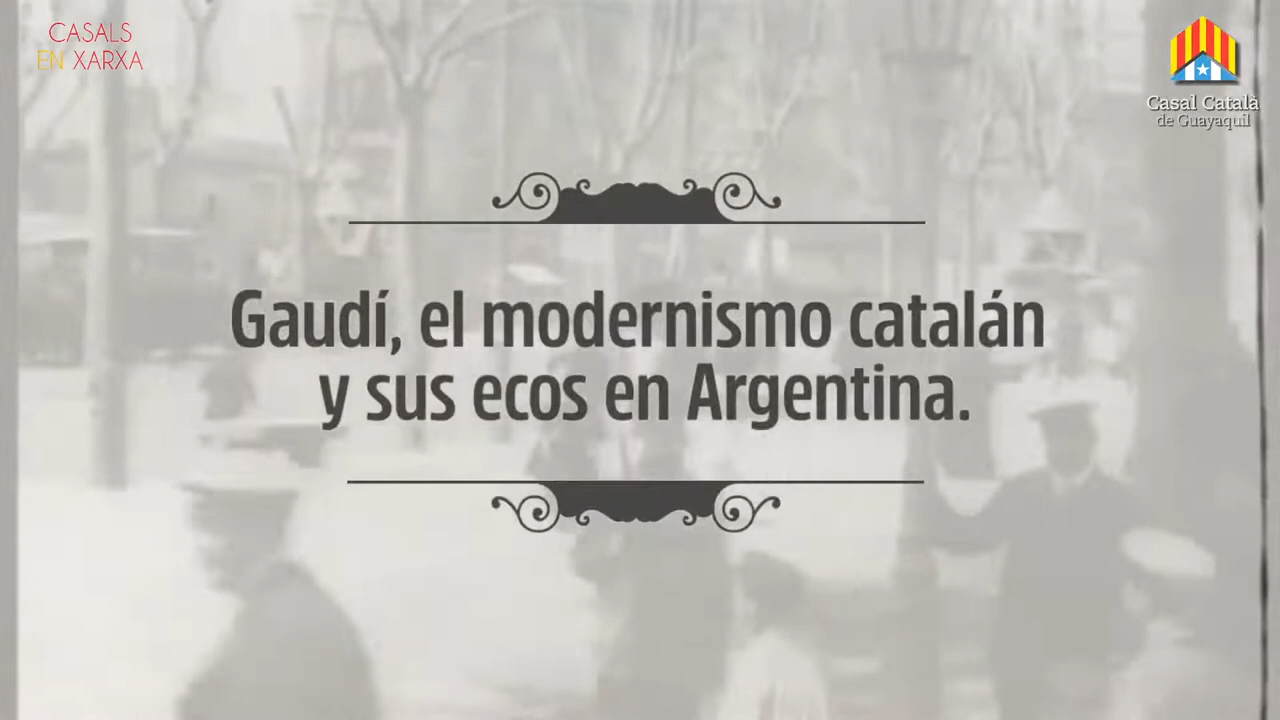 CASALS
EN XARXA
Casal Català
de Guayaquil
Gaudí, el modernismo catalán
y sus ecos en Argentina.